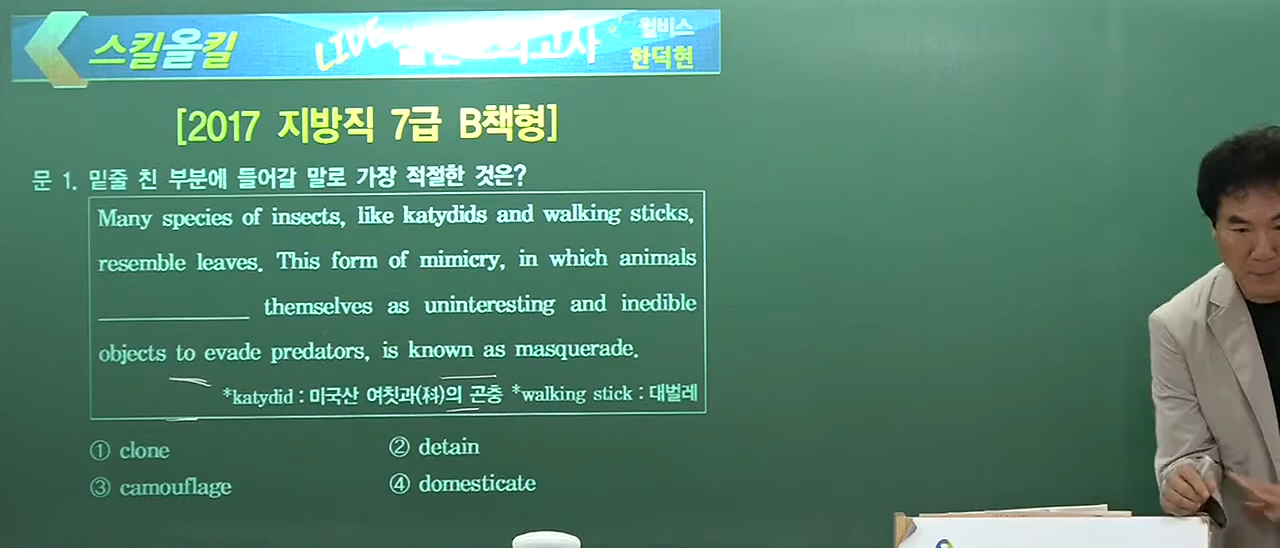 스킬올킬
LIVE
윌비스
한덕현
[2017 지방직 7급 B책형]
문 1. 밑줄 친 부분에 들어갈 말로 가장 적절한 것은?
Many species of insects, like katydids and walking sticks,
resemble leaves. This form of mimicry, in which animals
____________ themselves as uninteresting and inedible
objects to evade predators, is known as masquerade.
*katydid : 미국산 여칫과(科)의 곤충 *walking stick : 대벌레
① clone
② detain
③ camouflage
④ domesticate